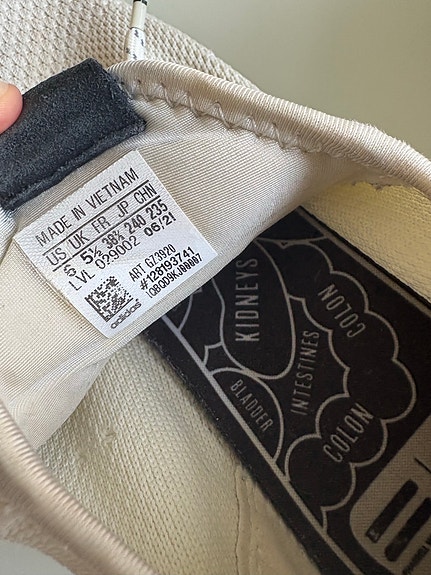 MADE IN VIETNAM
US UK FR JP CHN
6 5½ 38⅔ 240 235
LVL 029002 06/21
ART GZ3920
#128193741
adidas
KIDNEYS
COLON
INTESTINES
BLADDER
COLON